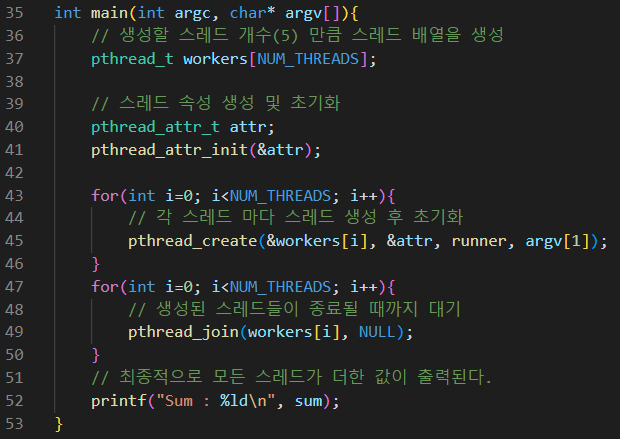 35 int main(int argc, char* argv[]){
36     // 생성할 스레드 개수(5) 만큼 스레드 배열을 생성
37     pthread_t workers[NUM_THREADS];
38
39     // 스레드 속성 생성 및 초기화
40     pthread_attr_t attr;
41     pthread_attr_init(&attr);
42
43     for(int i=0; i<NUM_THREADS; i++){
44         // 각 스레드 마다 스레드 생성 후 초기화
45         pthread_create(&workers[i], &attr, runner, argv[1]);
46     }
47     for(int i=0; i<NUM_THREADS; i++){
48         // 생성된 스레드들이 종료될 때까지 대기
49         pthread_join(workers[i], NULL);
50     }
51     // 최종적으로 모든 스레드가 더한 값이 출력된다.
52     printf("Sum : %ld\n", sum);
53 }